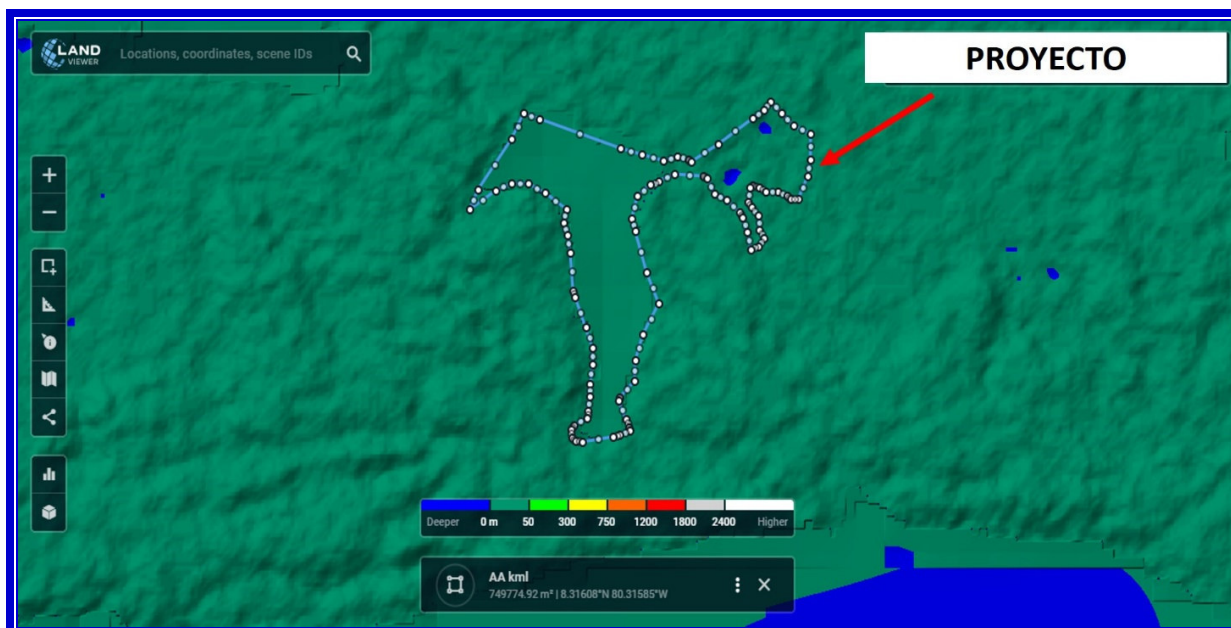 LAND
VIEWER
Locations, coordinates, scene IDs
PROYECTO
Deeper 0 m 50 300 750 1200 1800 2400 Higher
AA kml
749774.92 m² | 8.31608°N 80.31585°W